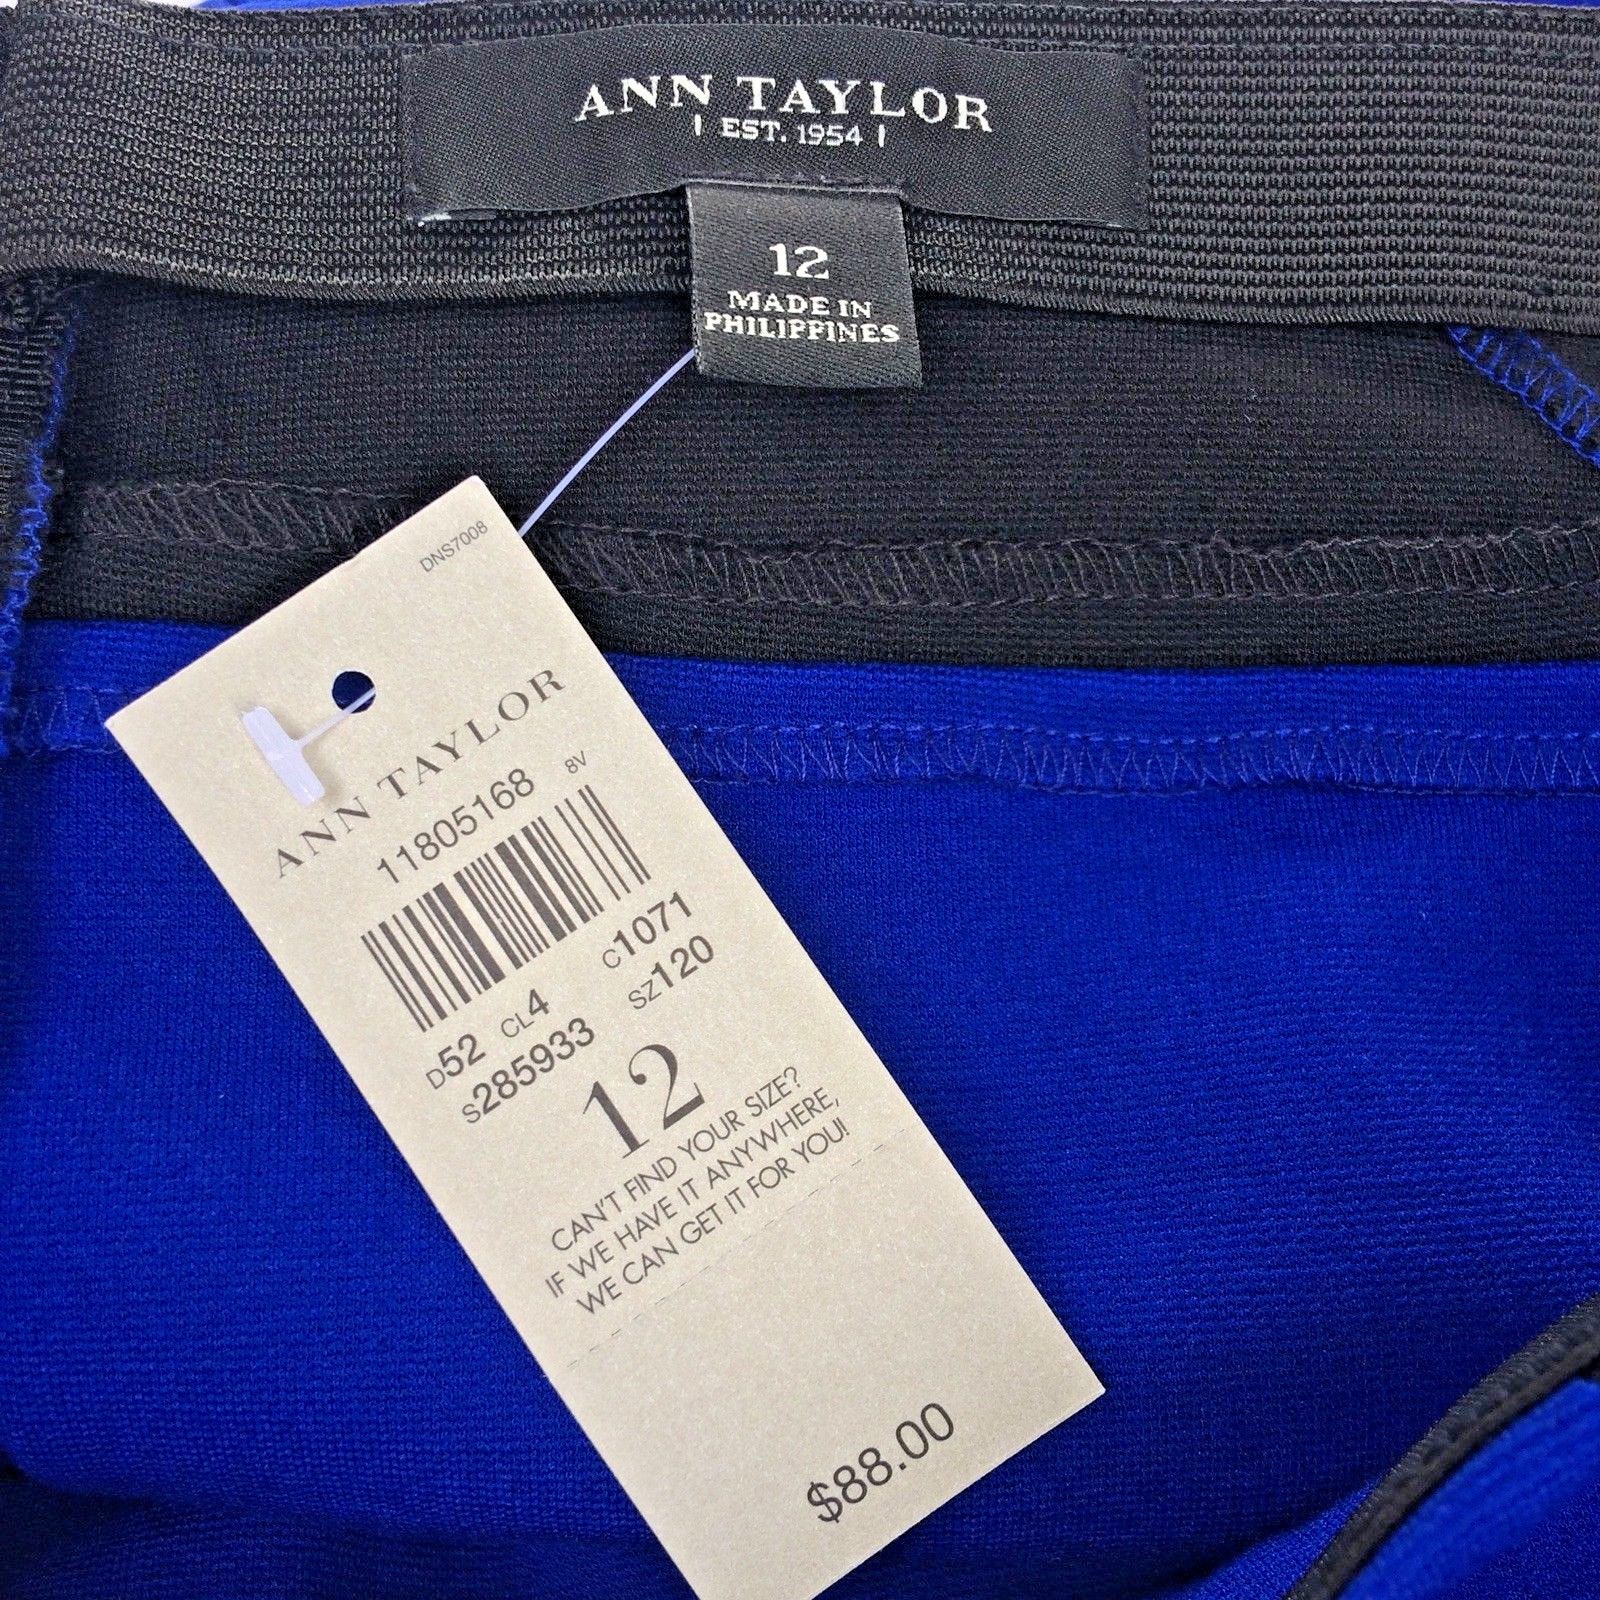 ANN TAYLOR
| EST. 1954 |
12
MADE IN
PHILIPPINES
DNS7008
ANN TAYLOR
11805168 8V
D52 CL4 C1071
S285933 SZ120
12
CAN'T FIND YOUR SIZE?
IF WE HAVE IT ANYWHERE,
WE CAN GET IT FOR YOU!
$88.00